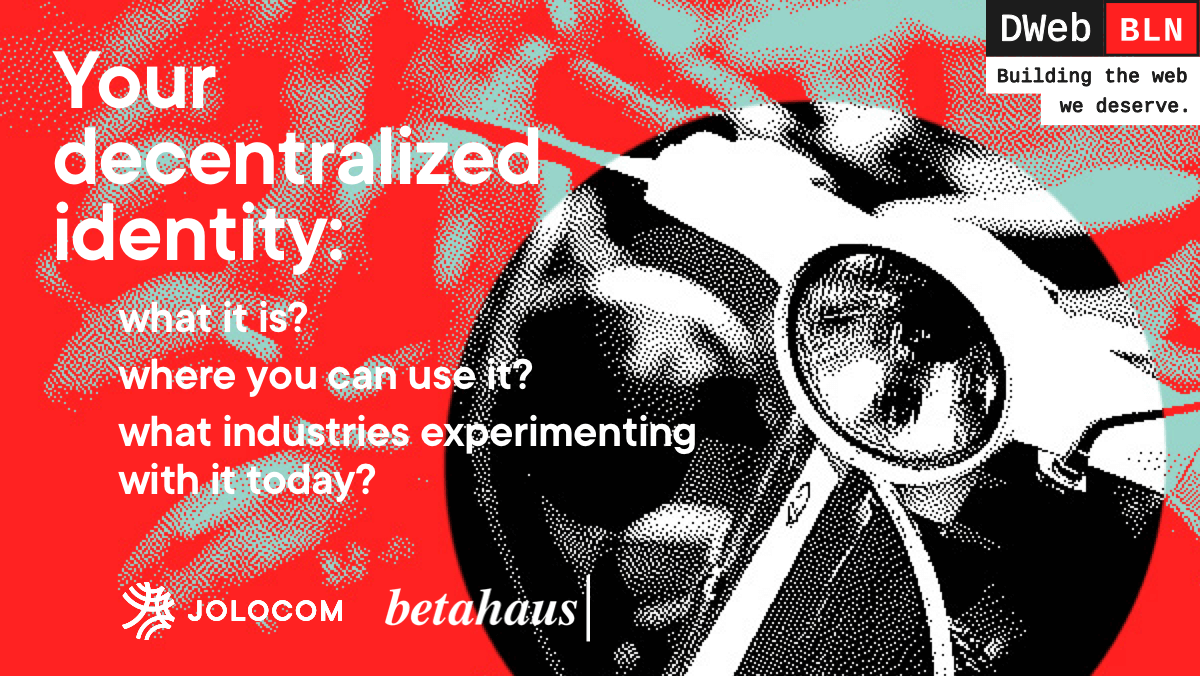 DWeb BLN
Building the web
we deserve.
Your
decentralized
identity:
what it is?
where you can use it?
what industries experimenting
with it today?
JOLOCOM betahaus|